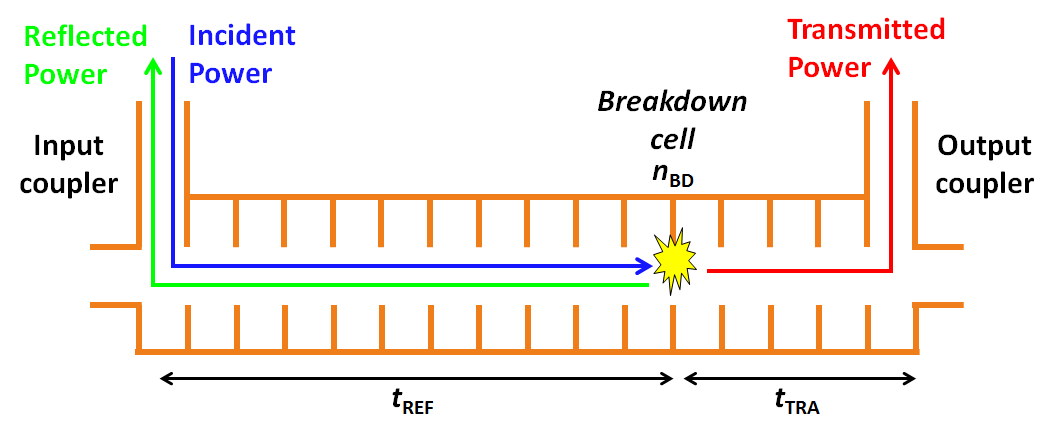 Reflected
Power
Incident
Power
Transmitted
Power
Breakdown
cell
nBD
Input
coupler
Output
coupler
tREF
tTRA